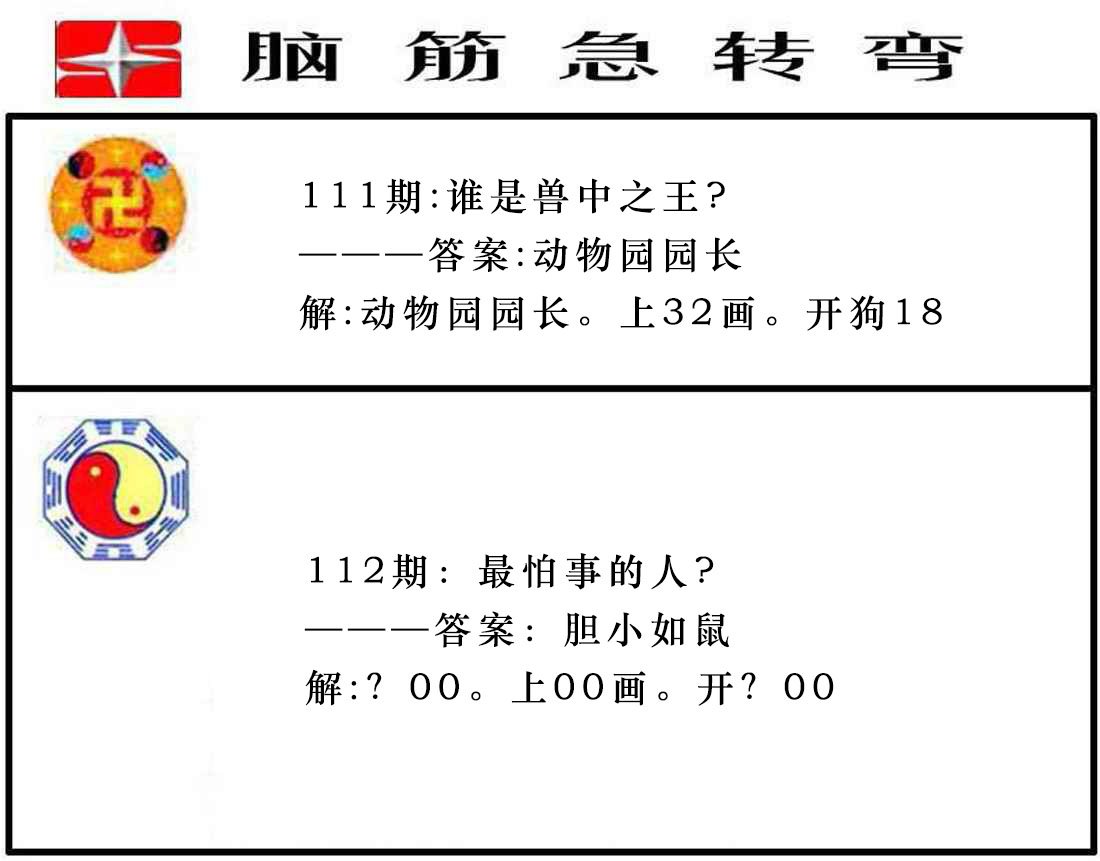 脑筋急转弯
111期:谁是兽中之王?
———答案:动物园园长
解:动物园园长。上32画。开狗18
112期: 最怕事的人?
———答案: 胆小如鼠
解:? 00。上00画。开? 00